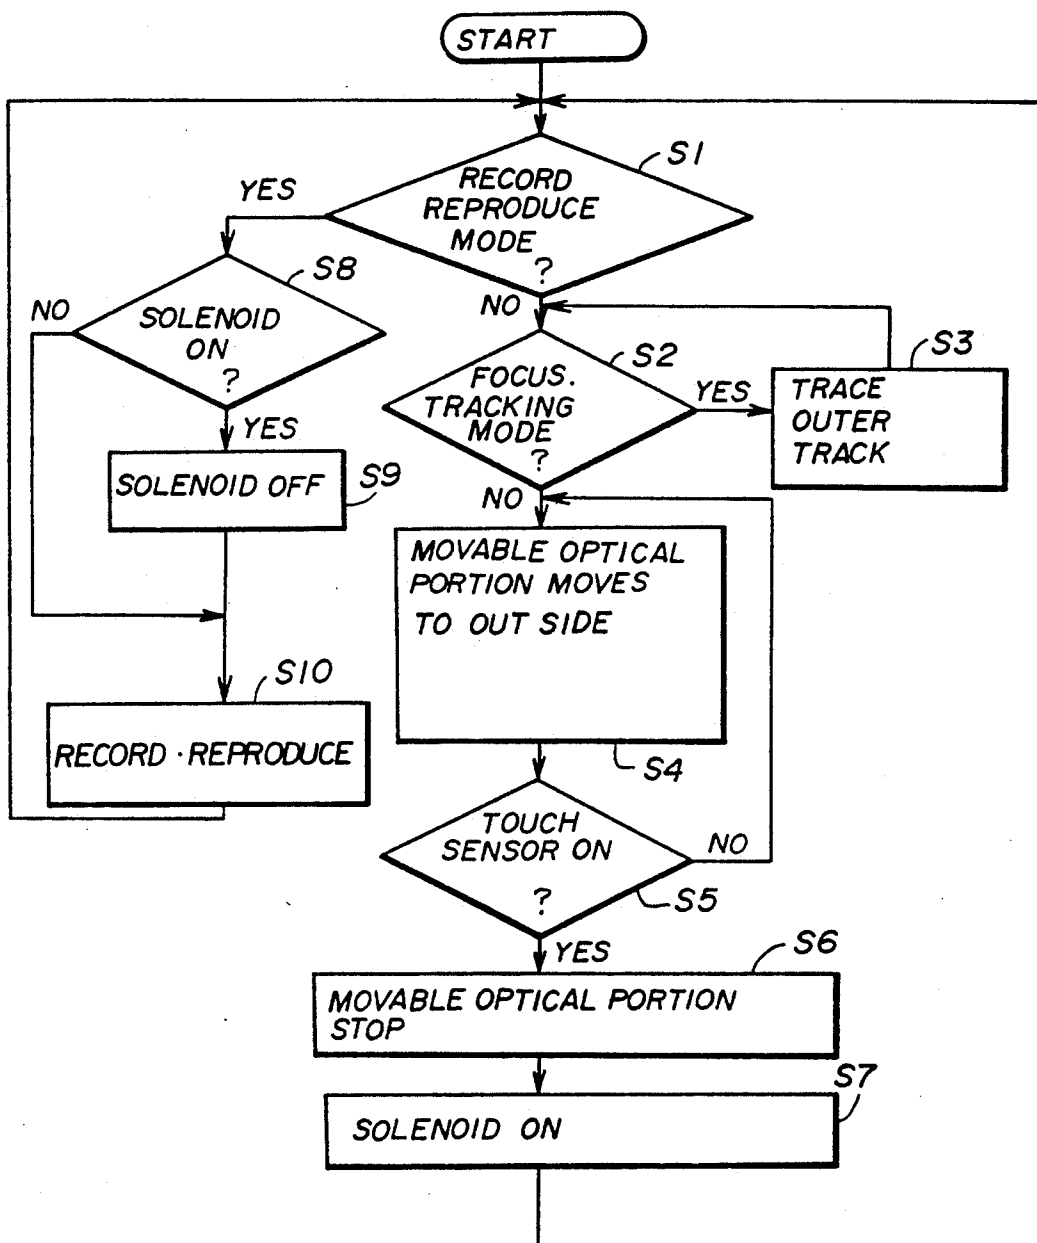 START
S1
RECORD
REPRODUCE
MODE
?
YES
NO
S8
SOLENOID
ON
?
NO
YES
S2
FOCUS.
TRACKING
MODE
?
YES
NO
S3
TRACE
OUTER
TRACK
SOLENOID OFF
S9
MOVABLE OPTICAL
PORTION MOVES
TO OUT SIDE
S4
S10
RECORD · REPRODUCE
TOUCH
SENSOR ON
?
NO
S5
YES
S6
MOVABLE OPTICAL PORTION
STOP
S7
SOLENOID ON